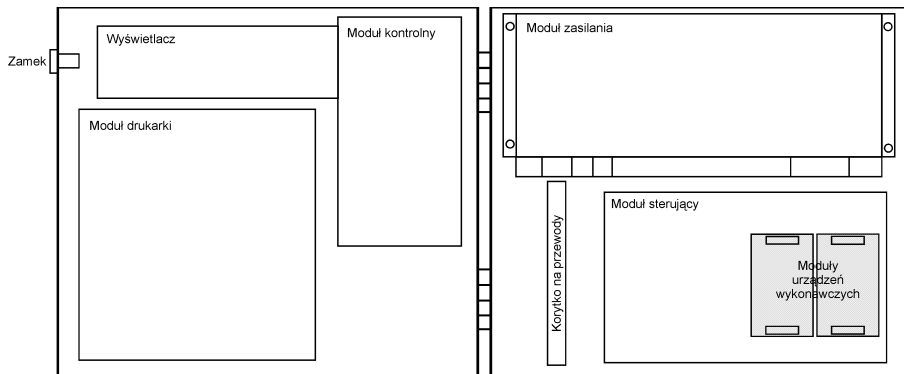 Zamek
Wyświetlacz
Moduł kontrolny
Moduł drukarki
Moduł zasilania
Korytko na przewody
Moduł sterujący
Moduły
urządzeń
wykonawczych